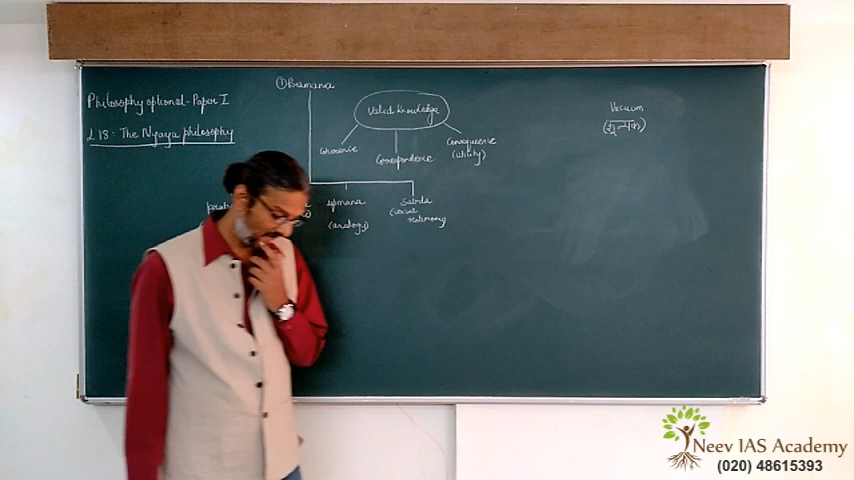 Philosophy optional - Paper I
L 18 : The Nyaya philosophy
① Pramana
Valid Knowledge
Coherence
Correspondence
Consequence
(utility)
Vacuum
upmana
(analogy)
Sabda
(verbal
testimony
Neev IAS Academy
(020) 48615393